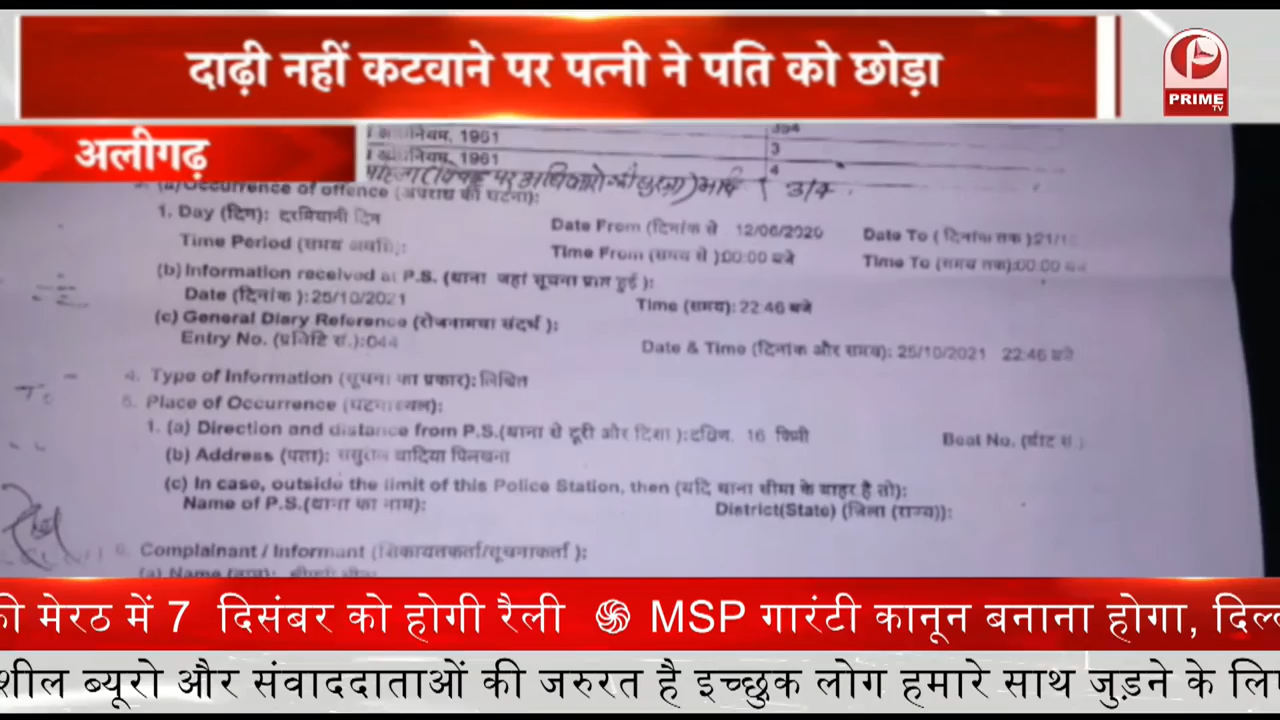 दाढ़ी नहीं कटवाने पर पत्नी ने पति को छोड़ा
PRIME TV
अलीगढ़
1961
3
1961
4
(a) Occurrence of offence (अपराध की घटना):
3/4
1. Day (दिन): दरमियानी दिन
Date From (दिनांक से 12/06/2020
Date To ( दिनांक तक )
Time Period (समय अवधि):
Time From (समय से ):00:00 बजे
Time To (समय तक):00:00 बजे
(b) Information received at P.S. (थाना जहां सूचना प्राप्त हुई ):
Date (दिनांक ): 25/10/2021
Time (समय): 22:46 बजे
(c) General Diary Reference (रोजनामचा संदर्भ ):
Entry No. (प्रविष्टि सं.):044
Date & Time (दिनांक और समय): 25/10/2021 22:46 बजे
4. Type of Information (सूचना का प्रकार): लिखित
5. Place of Occurrence (घटनास्थल):
1. (a) Direction and distance from P.S.(थाना से दूरी और दिशा ): दक्षिण, 16 किमी
Beat No. (बीट सं.)
(b) Address (पता): ससुराल
(c) In case, outside the limit of this Police Station, then (यदि थाना सीमा के बाहर है तो):
Name of P.S.(थाना का नाम):
District(State) (जिला (राज्य)):
Complainant / Informant (शिकायतकर्ता/सूचनाकर्ता ):
(a) Name (नाम):
की मेरठ में 7 दिसंबर को होगी रैली MSP गारंटी कानून बनाना होगा,
शील ब्यूरो और संवाददाताओं की जरुरत है इच्छुक लोग हमारे साथ जुड़ने के लिए